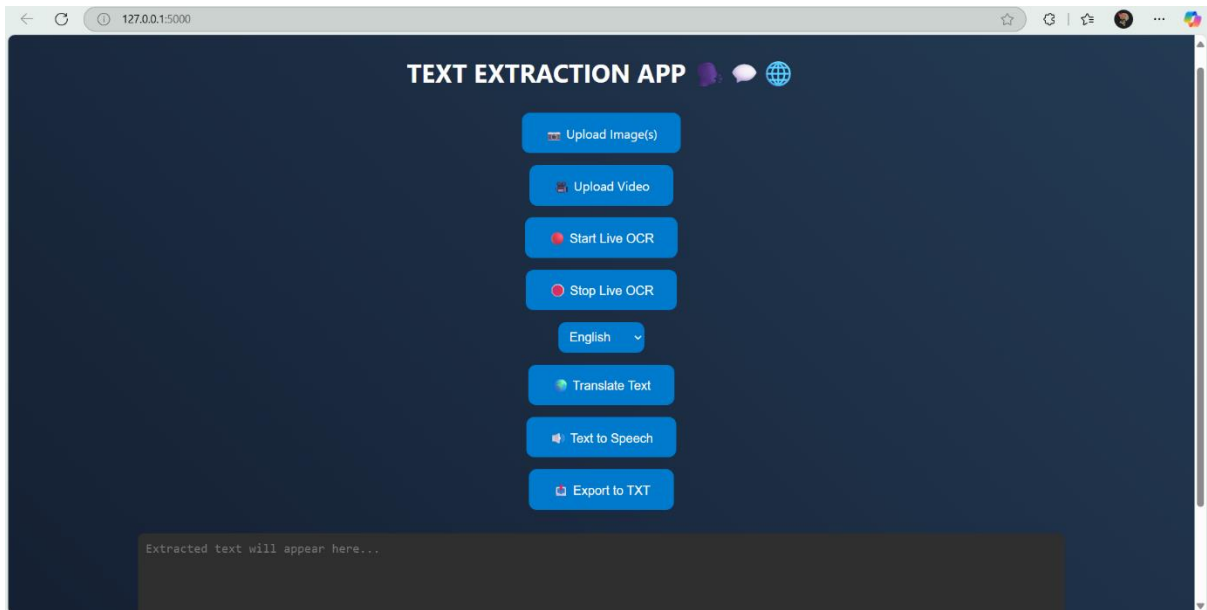 127.0.0.1:5000
TEXT EXTRACTION APP
Upload Image(s)
Upload Video
Start Live OCR
Stop Live OCR
English
Translate Text
Text to Speech
Export to TXT
Extracted text will appear here...